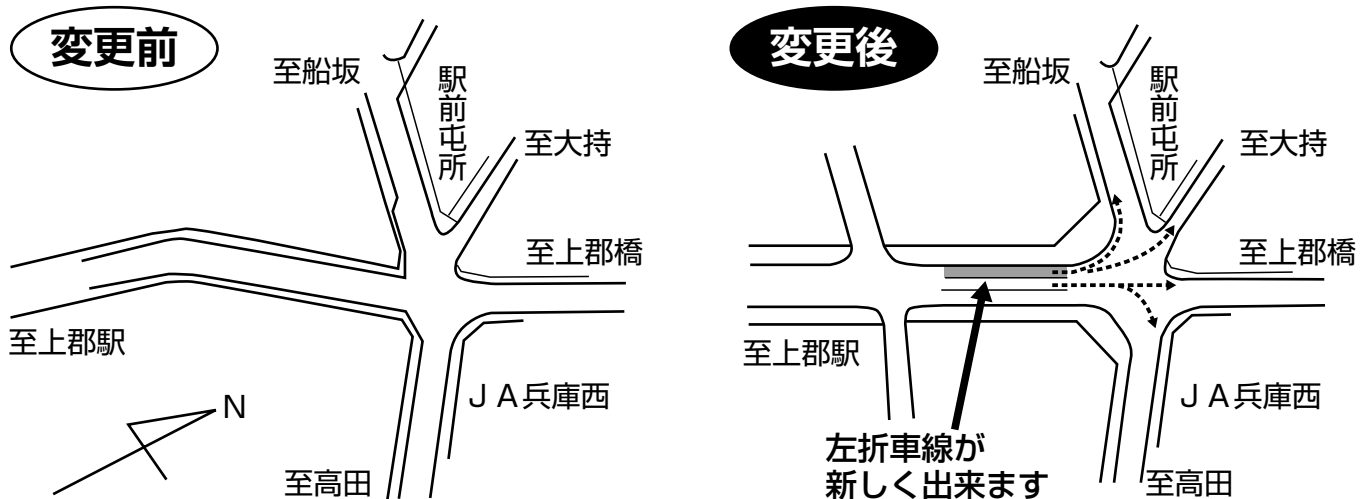 変更前
至船坂
駅前屯所
至大持
至上郡橋
至上郡駅
ＪＡ兵庫西
N
至高田
変更後
至船坂
駅前屯所
至大持
至上郡橋
至上郡駅
ＪＡ兵庫西
左折車線が
新しく出来ます
至高田